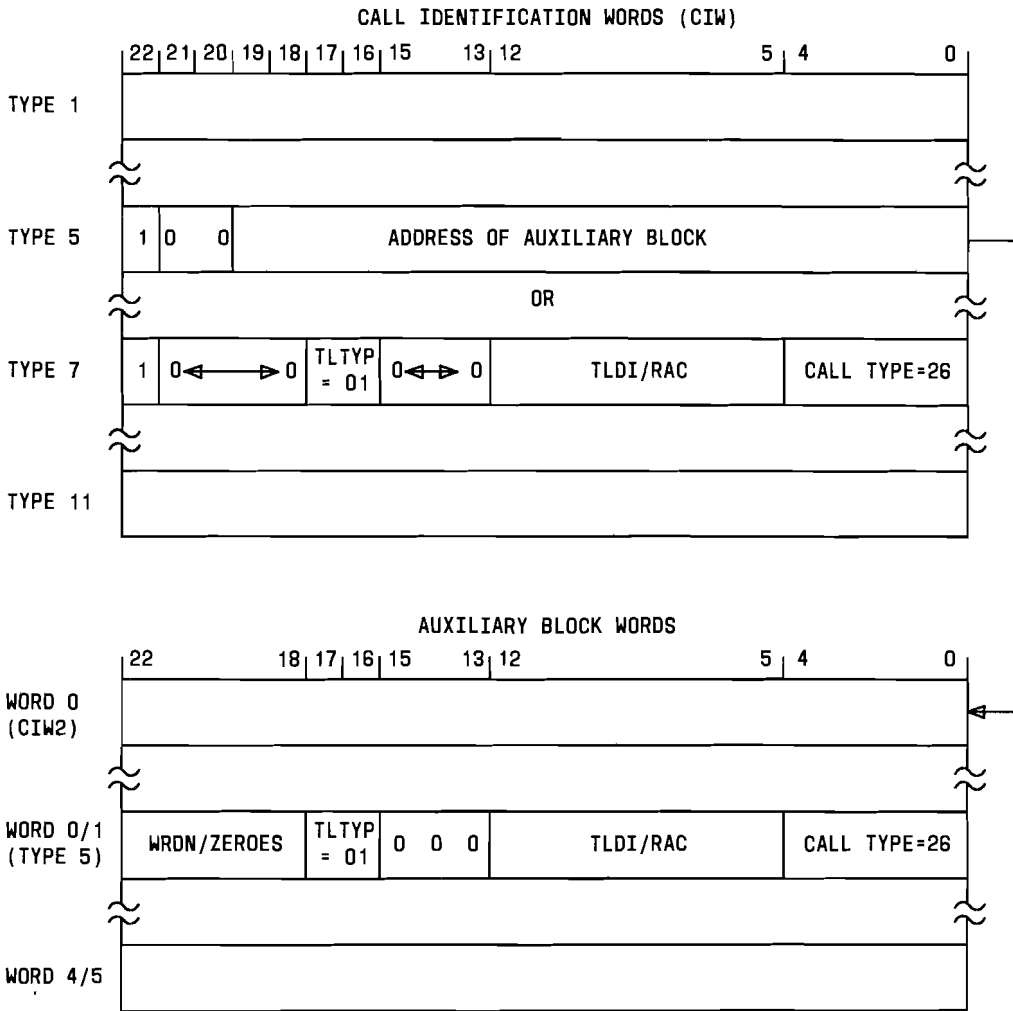 CALL IDENTIFICATION WORDS (CIW)
22 21 20 19 18 17 16 15 13 12 5 4 0
TYPE 1
TYPE 5 1 0 0 ADDRESS OF AUXILIARY BLOCK
OR
TYPE 7 1 0 0 TLTYP = 01 0 0 TLDI/RAC CALL TYPE=26
TYPE 11
AUXILIARY BLOCK WORDS
22 18 17 16 15 13 12 5 4 0
WORD 0
(CIW2)
WORD 0/1
(TYPE 5)
WRDN/ZEROES TLTYP = 01 0 0 0 TLDI/RAC CALL TYPE=26
WORD 4/5